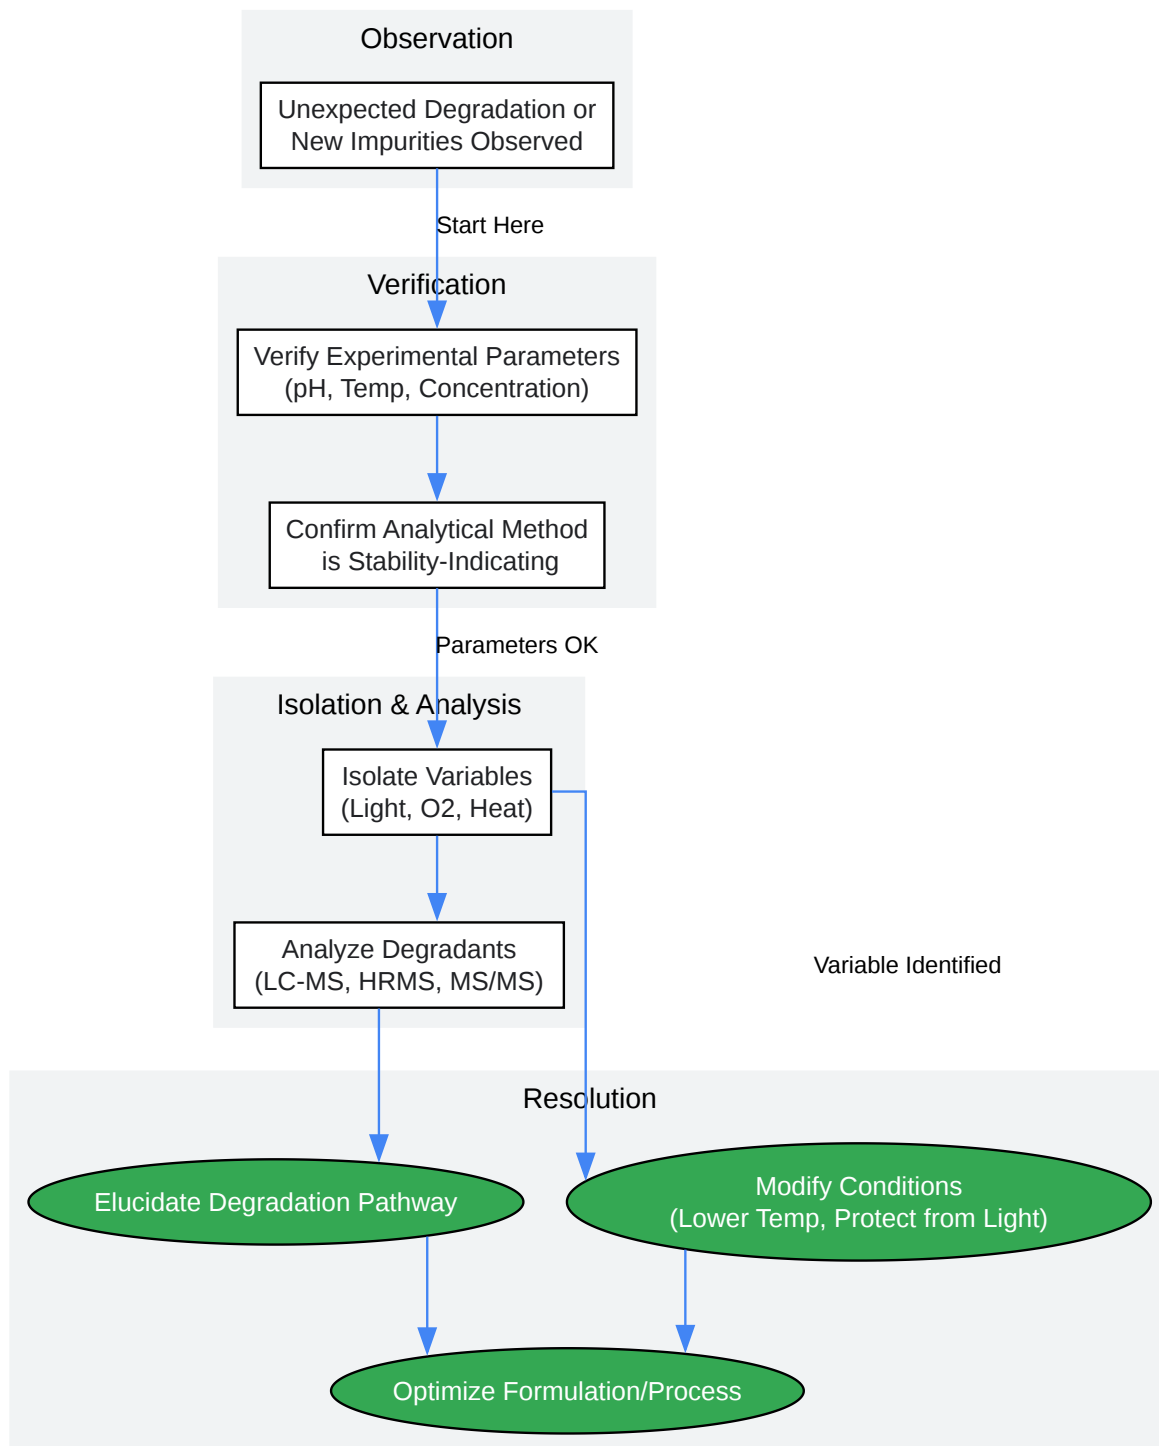 Observation
Unexpected Degradation or
New Impurities Observed
Start Here
Verification
Verify Experimental Parameters
(pH, Temp, Concentration)
Confirm Analytical Method
is Stability-Indicating
Parameters OK
Isolation & Analysis
Isolate Variables
(Light, O2, Heat)
Analyze Degradants
(LC-MS, HRMS, MS/MS)
Variable Identified
Resolution
Elucidate Degradation Pathway
Modify Conditions
(Lower Temp, Protect from Light)
Optimize Formulation/Process